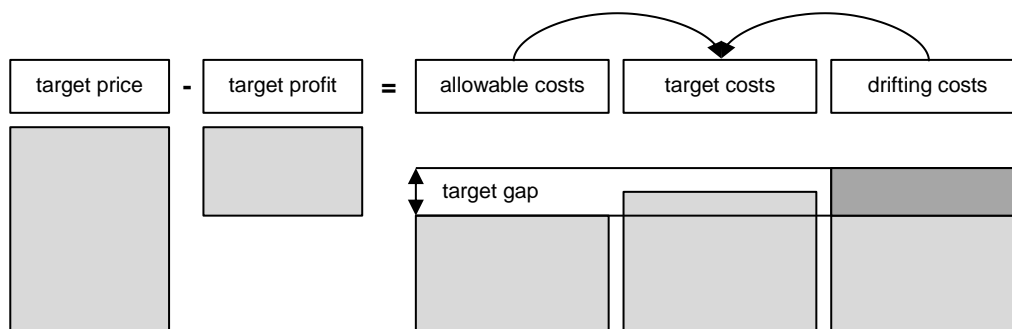 target price - target profit = allowable costs target costs drifting costs
target gap